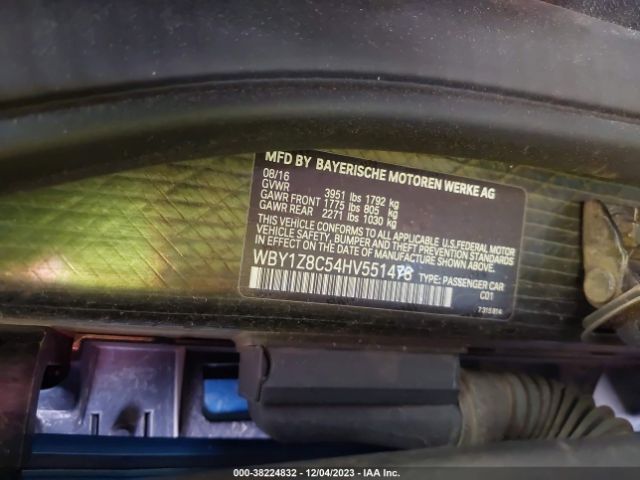 MFD BY BAYERISCHE MOTOREN WERKE AG
08/16
GVWR 3951 lbs 1792 kg
GAWR FRONT 1775 lbs 805 kg
GAWR REAR 2271 lbs 1030 kg
THIS VEHICLE CONFORMS TO ALL APPLICABLE U.S. FEDERAL MOTOR
VEHICLE SAFETY, BUMPER, AND THEFT PREVENTION STANDARDS
IN EFFECT ON THE DATE OF MANUFACTURE SHOWN ABOVE.
WBY1Z8C54HV551478 TYPE: PASSENGER CAR
C01
7315814
000-38224832 - 12/04/2023 - IAA Inc.